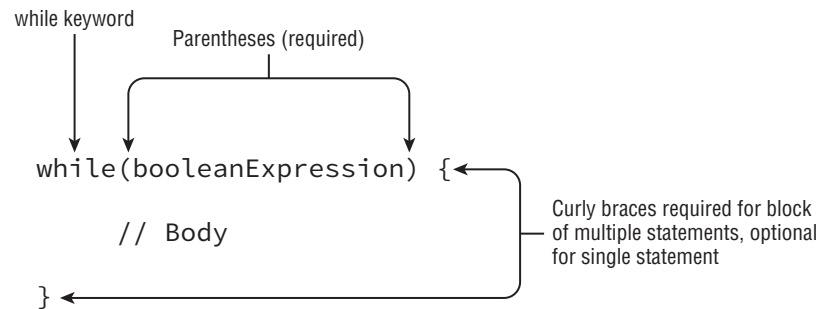 while keyword
Parentheses (required)
while(booleanExpression) {
// Body
Curly braces required for block
of multiple statements, optional
for single statement
}